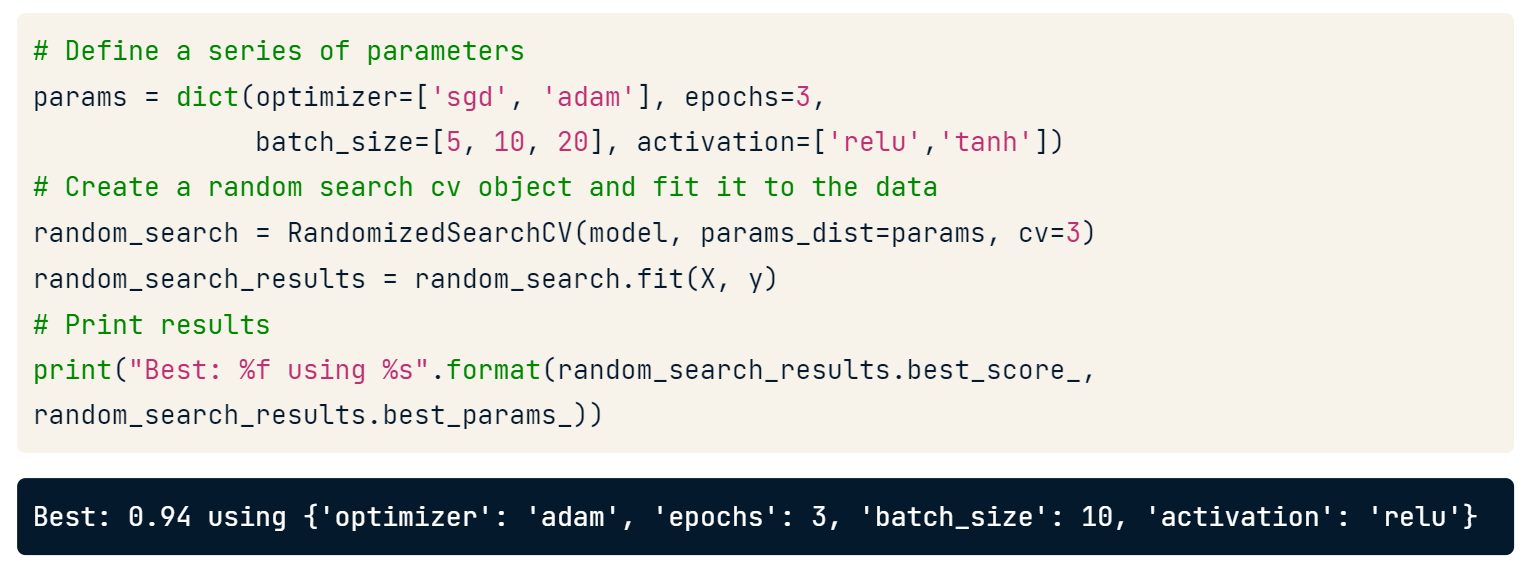 # Define a series of parameters
params = dict(optimizer=['sgd', 'adam'], epochs=3,
              batch_size=[5, 10, 20], activation=['relu','tanh'])
# Create a random search cv object and fit it to the data
random_search = RandomizedSearchCV(model, params_dist=params, cv=3)
random_search_results = random_search.fit(X, y)
# Print results
print("Best: %f using %s".format(random_search_results.best_score_,
random_search_results.best_params_))
Best: 0.94 using {'optimizer': 'adam', 'epochs': 3, 'batch_size': 10, 'activation': 'relu'}